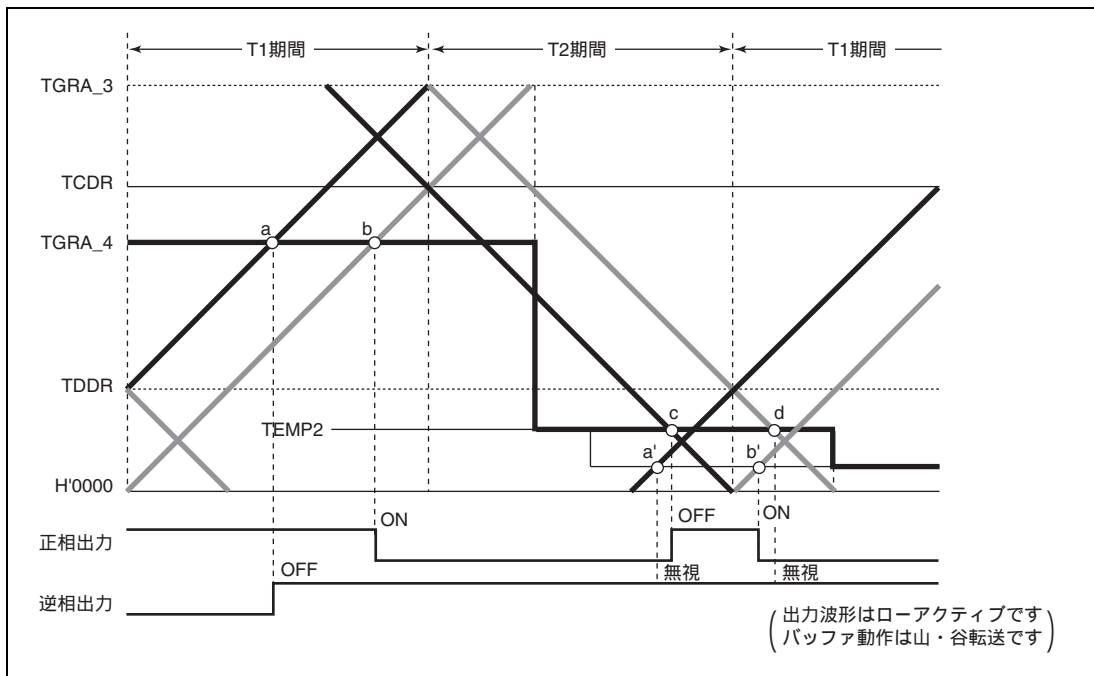 T1期間 T2期間 T1期間
TGRA_3
TCDR
TGRA_4
a b
TDDR
TEMP2
c d
a' b'
H'0000
ON OFF ON
正相出力
OFF 無視 無視
逆相出力
出力波形はローアクティブです
バッファ動作は山・谷転送です